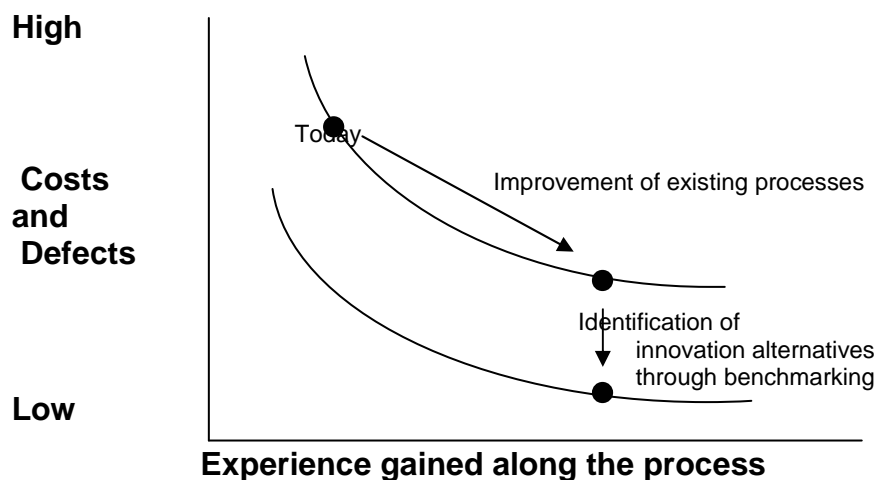 High
Today
Costs
and
Defects
Improvement of existing processes
Identification of
innovation alternatives
through benchmarking
Low
Experience gained along the process